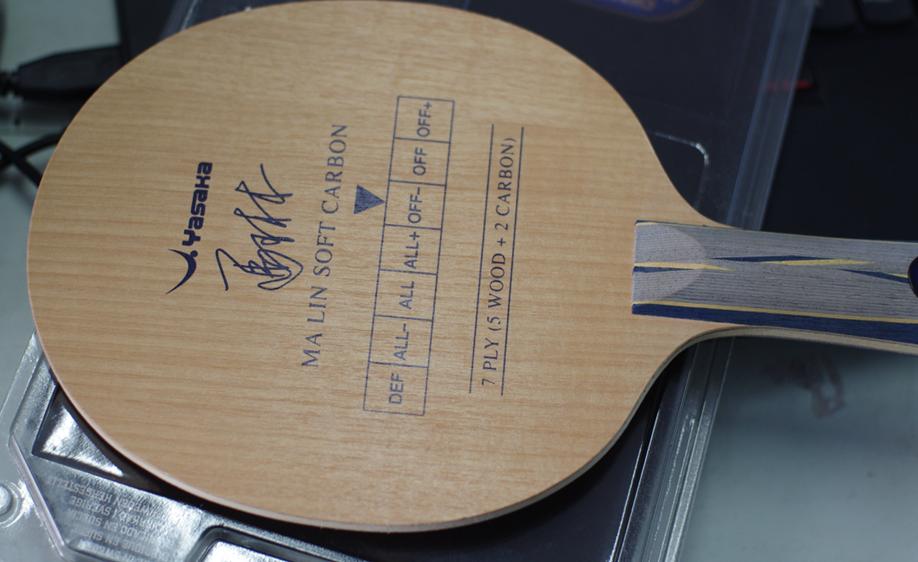 Yasaka
馬林
MA LIN SOFT CARBON
DEF ALL- ALL ALL+ OFF- OFF OFF+
7 PLY (5 WOOD + 2 CARBON)